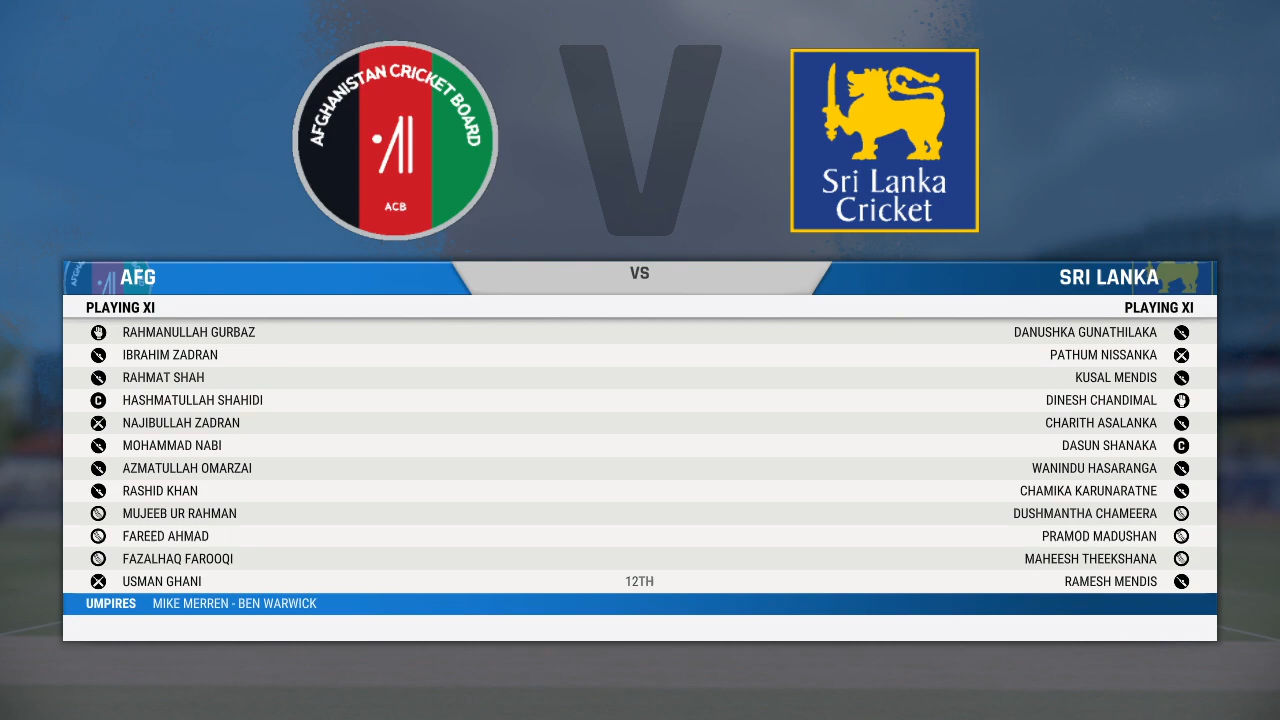 AFGHANISTAN CRICKET BOARD
ACB
V
Sri Lanka
Cricket
AFG VS SRI LANKA
PLAYING XI PLAYING XI
RAHMANULLAH GURBAZ DANUSHKA GUNATHILAKA
IBRAHIM ZADRAN PATHUM NISSANKA
RAHMAT SHAH KUSAL MENDIS
C HASHMATULLAH SHAHIDI DINESH CHANDIMAL
NAJIBULLAH ZADRAN CHARITH ASALANKA
MOHAMMAD NABI DASUN SHANAKA C
AZMATULLAH OMARZAI WANINDU HASARANGA
RASHID KHAN CHAMIKA KARUNARATNE
MUJEEB UR RAHMAN DUSHMANTHA CHAMEERA
FAREED AHMAD PRAMOD MADUSHAN
FAZALHAQ FAROOQI MAHEESH THEEKSHANA
USMAN GHANI 12TH RAMESH MENDIS
UMPIRES MIKE MERREN - BEN WARWICK